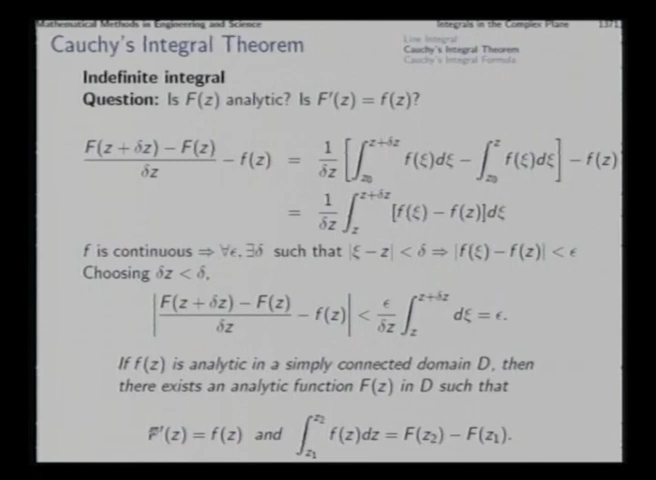 Mathematical Methods in Engineering and Science
Integrals in the Complex Plane 1371,
Cauchy's Integral Theorem
Line Integral
Cauchy's Integral Theorem
Cauchy's Integral Formula
Indefinite integral
Question: Is F(z) analytic? Is F′(z) = f(z)?
F(z + δz) − F(z) / δz − f(z) = 1/δz [∫_{z₀}^{z+δz} f(ξ)dξ − ∫_{z₀}^{z} f(ξ)dξ] − f(z)
= 1/δz ∫_{z}^{z+δz} [f(ξ) − f(z)]dξ
f is continuous ⇒ ∀ϵ, ∃δ such that |ξ − z| < δ ⇒ |f(ξ) − f(z)| < ϵ
Choosing δz < δ,
|F(z + δz) − F(z) / δz − f(z)| < ϵ/δz ∫_{z}^{z+δz} dξ = ϵ.
If f(z) is analytic in a simply connected domain D, then
there exists an analytic function F(z) in D such that
F′(z) = f(z) and ∫_{z₁}^{z₂} f(z)dz = F(z₂) − F(z₁).